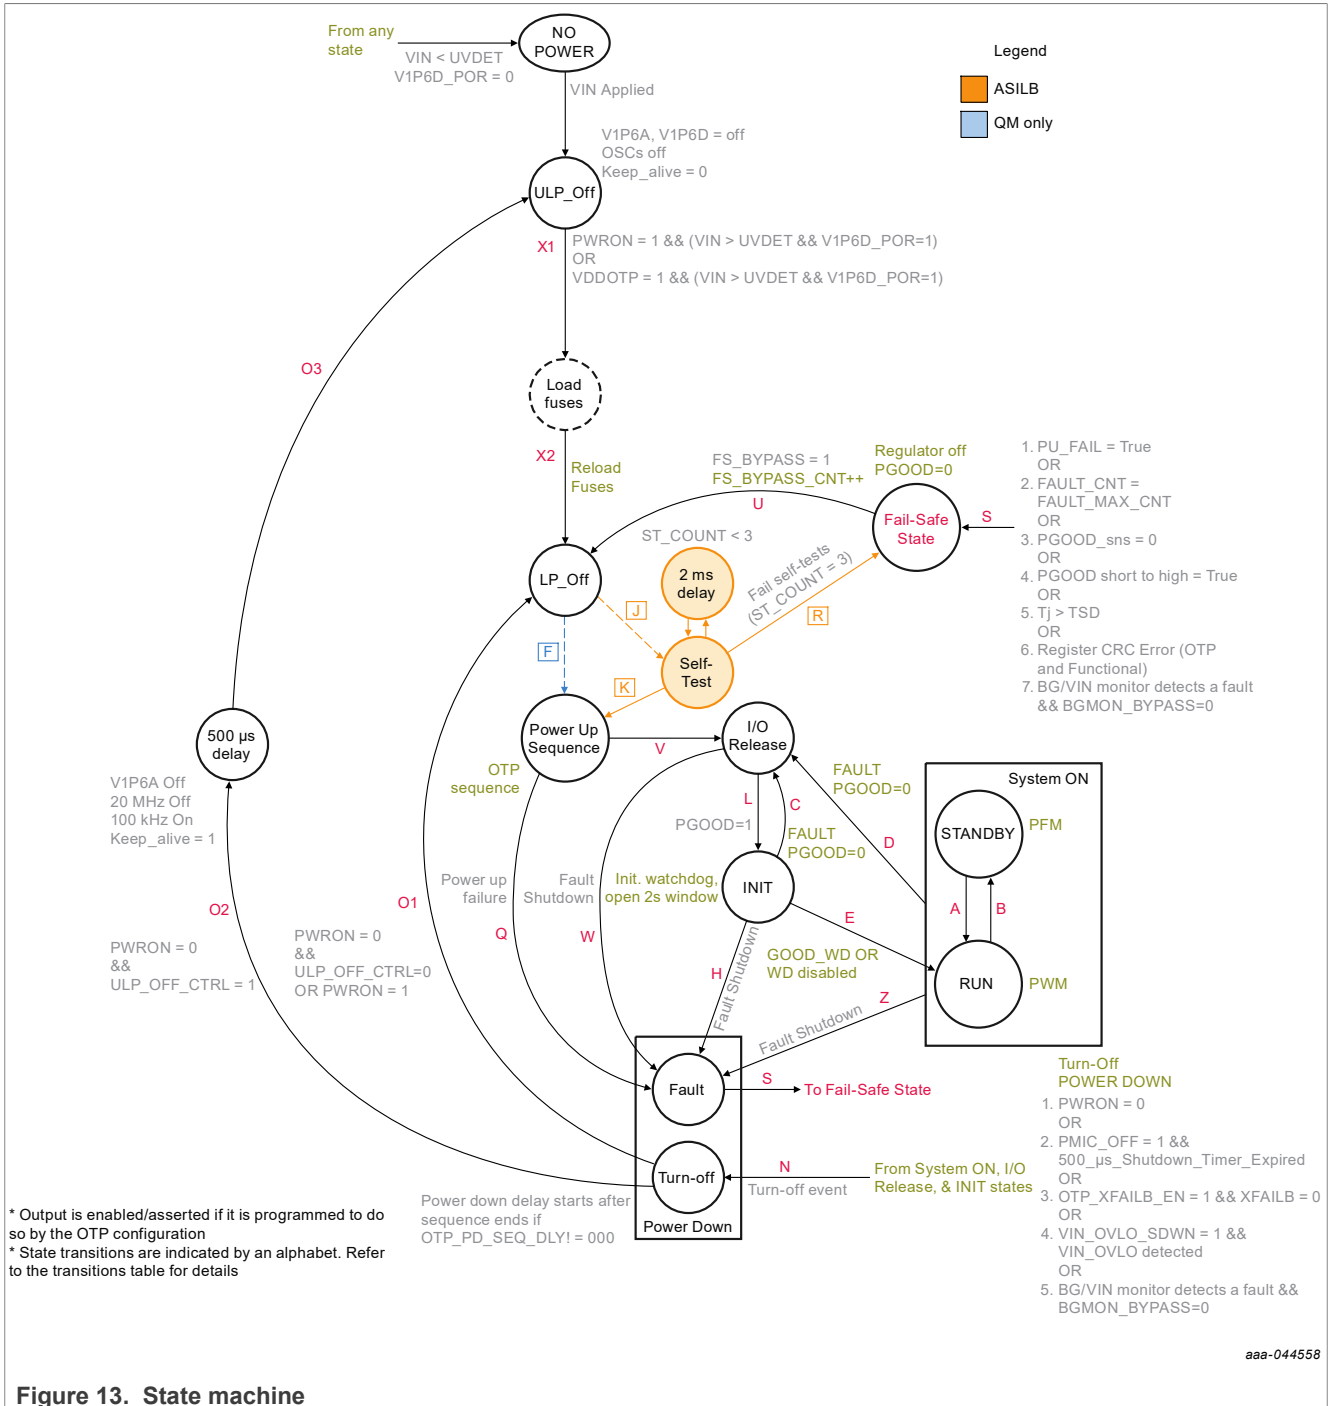 From any
state
VIN < UVDET
V1P6D_POR = 0
NO
POWER
Legend
ASILB
QM only
VIN Applied
V1P6A, V1P6D = off
OSCs off
Keep_alive = 0
ULP_Off
X1
PWRON = 1 && (VIN > UVDET && V1P6D_POR=1)
OR
VDDOTP = 1 && (VIN > UVDET && V1P6D_POR=1)
O3
Load
fuses
X2
Reload
Fuses
FS_BYPASS = 1
FS_BYPASS_CNT++
U
Regulator off
PGOOD=0
Fail-Safe
State
S
1. PU_FAIL = True
OR
2. FAULT_CNT =
FAULT_MAX_CNT
OR
3. PGOOD_sns = 0
OR
4. PGOOD short to high = True
OR
5. Tj > TSD
OR
6. Register CRC Error (OTP
and Functional)
7. BG/VIN monitor detects a fault
&& BGMON_BYPASS=0
ST_COUNT < 3
LP_Off
2 ms
delay
Fail self-tests
(ST_COUNT = 3)
J
R
F
Self-
Test
K
500 µs
delay
Power Up
Sequence
V
I/O
Release
OTP
sequence
V1P6A Off
20 MHz Off
100 kHz On
Keep_alive = 1
FAULT
PGOOD=0
System ON
STANDBY
PFM
L
C
PGOOD=1
FAULT
PGOOD=0
D
Power up
failure
Fault
Shutdown
Init. watchdog,
open 2s window
INIT
A
B
O2
O1
Q
W
E
PWRON = 0
&&
ULP_OFF_CTRL = 1
PWRON = 0
&&
ULP_OFF_CTRL=0
OR PWRON = 1
H
Fault Shutdown
GOOD_WD OR
WD disabled
RUN
PWM
Z
Fault Shutdown
Fault
S
To Fail-Safe State
Turn-Off
POWER DOWN
1. PWRON = 0
OR
2. PMIC_OFF = 1 &&
500_µs_Shutdown_Timer_Expired
OR
3. OTP_XFAILB_EN = 1 && XFAILB = 0
OR
4. VIN_OVLO_SDWN = 1 &&
VIN_OVLO detected
OR
5. BG/VIN monitor detects a fault &&
BGMON_BYPASS=0
Turn-off
N
Turn-off event
From System ON, I/O
Release, & INIT states
Power Down
Power down delay starts after
sequence ends if
OTP_PD_SEQ_DLY! = 000
* Output is enabled/asserted if it is programmed to do
so by the OTP configuration
* State transitions are indicated by an alphabet. Refer
to the transitions table for details
aaa-044558
Figure 13. State machine